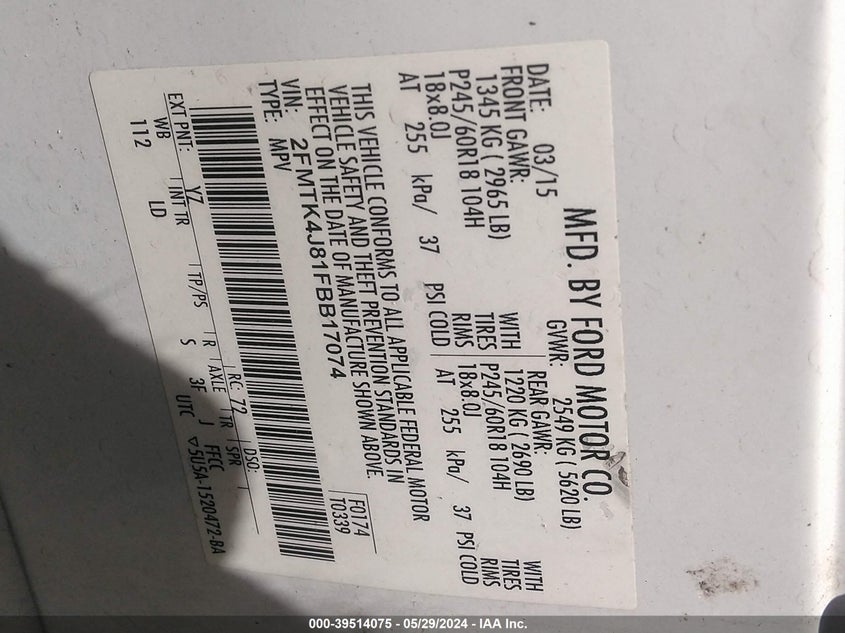 MFD. BY FORD MOTOR CO.
DATE: 03/15 GVWR: 2549 KG ( 5620 LB)
FRONT GAWR: REAR GAWR:
1345 KG ( 2965 LB) WITH 1220 KG ( 2690 LB) WITH
P245/60R18 104H TIRES P245/60R18 104H TIRES
18x8.0J RIMS 18x8.0J RIMS
AT 255 kPa/ 37 PSI COLD AT 255 kPa/ 37 PSI COLD
THIS VEHICLE CONFORMS TO ALL APPLICABLE FEDERAL MOTOR
VEHICLE SAFETY AND THEFT PREVENTION STANDARDS IN
EFFECT ON THE DATE OF MANUFACTURE SHOWN ABOVE.
VIN: 2FMTK4J81FBB17074 F0174
TYPE: MPV T0339
EXT PNT: YZ RC: 72 DSO:
WB INT TR TP/PS R AXLE TR SPR
112 LD S 3F J FFCC
UTC ▽5U5A-1520472-BA
000-39514075 - 05/29/2024 - IAA Inc.